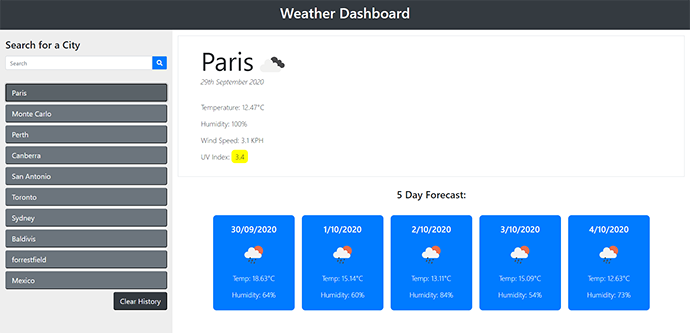 Weather Dashboard
Search for a City
Search
Paris
Monte Carlo
Perth
Canberra
San Antonio
Toronto
Sydney
Baldivis
forrestfield
Mexico
Clear History
Paris
29th September 2020
Temperature: 12.47°C
Humidity: 100%
Wind Speed: 3.1 KPH
UV Index: 3.4
5 Day Forecast:
30/09/2020
Temp: 18.63°C
Humidity: 64%
1/10/2020
Temp: 15.14°C
Humidity: 60%
2/10/2020
Temp: 13.11°C
Humidity: 84%
3/10/2020
Temp: 15.09°C
Humidity: 54%
4/10/2020
Temp: 12.63°C
Humidity: 73%